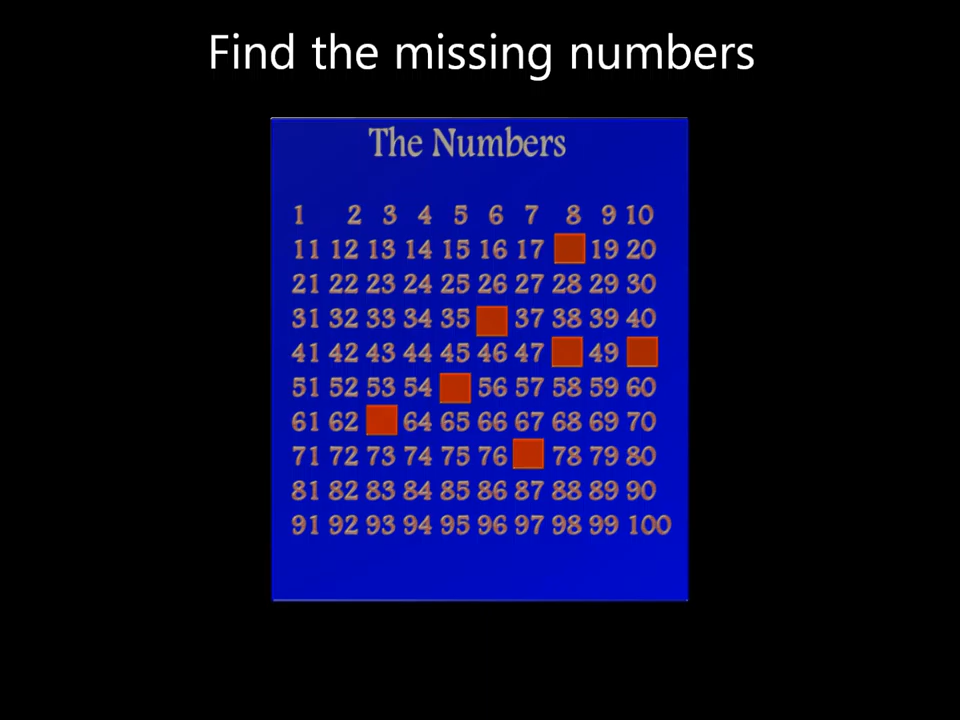 Find the missing numbers
The Numbers
1 2 3 4 5 6 7 8 9 10
11 12 13 14 15 16 17 19 20
21 22 23 24 25 26 27 28 29 30
31 32 33 34 35 37 38 39 40
41 42 43 44 45 46 47 49
51 52 53 54 56 57 58 59 60
61 62 64 65 66 67 68 69 70
71 72 73 74 75 76 78 79 80
81 82 83 84 85 86 87 88 89 90
91 92 93 94 95 96 97 98 99 100